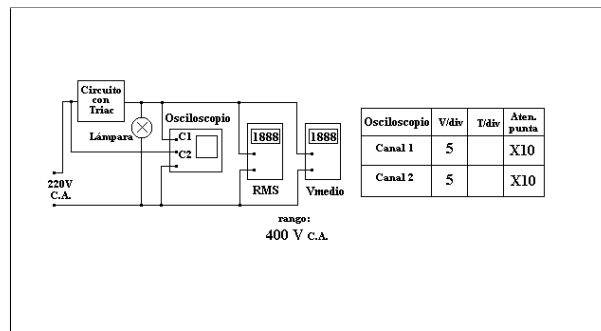 Circuito
con
Triac
Lámpara
Osciloscopio
C1
C2
1888
1888
220V
C.A.
RMS
Vmedio
rango:
400 V C.A.
Osciloscopio V/div T/div Aten. punta
Canal 1 5 X10
Canal 2 5 X10